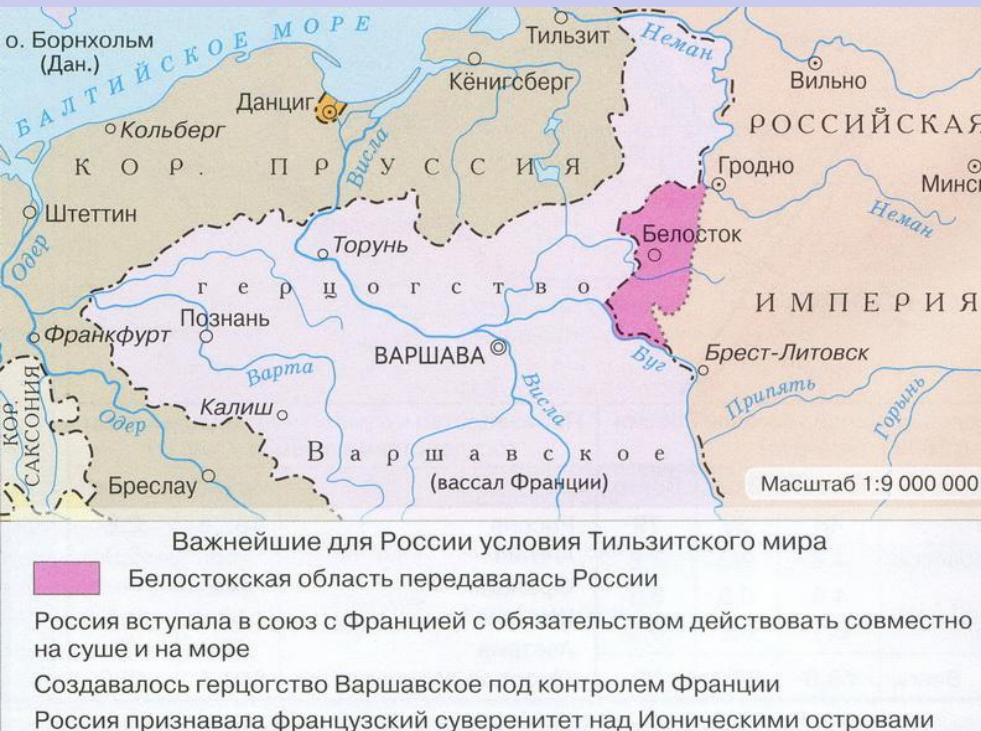 о. Борнхольм
(Дан.)
БАЛТИЙСКОЕ МОРЕ
Тильзит
Неман
Кёнигсберг
Вильно
Данциг
Кольберг
РОССИЙСКАЯ
КОР. ПРУССИЯ
Висла
Гродно
Минск
Штеттин
Неман
Одер
Торунь
Белосток
герцогство
ИМПЕРИЯ
Познань
Франкфурт
ВАРШАВА
Буг
Брест-Литовск
Варта
Висла
Припять
Горынь
КОР.
САКСОНИЯ
Калиш
Одер
Варшавское
(вассал Франции)
Бреслау
Масштаб 1:9 000 000
Важнейшие для России условия Тильзитского мира
Белостокская область передавалась России
Россия вступала в союз с Францией с обязательством действовать совместно
на суше и на море
Создавалось герцогство Варшавское под контролем Франции
Россия признавала французский суверенитет над Ионическими островами